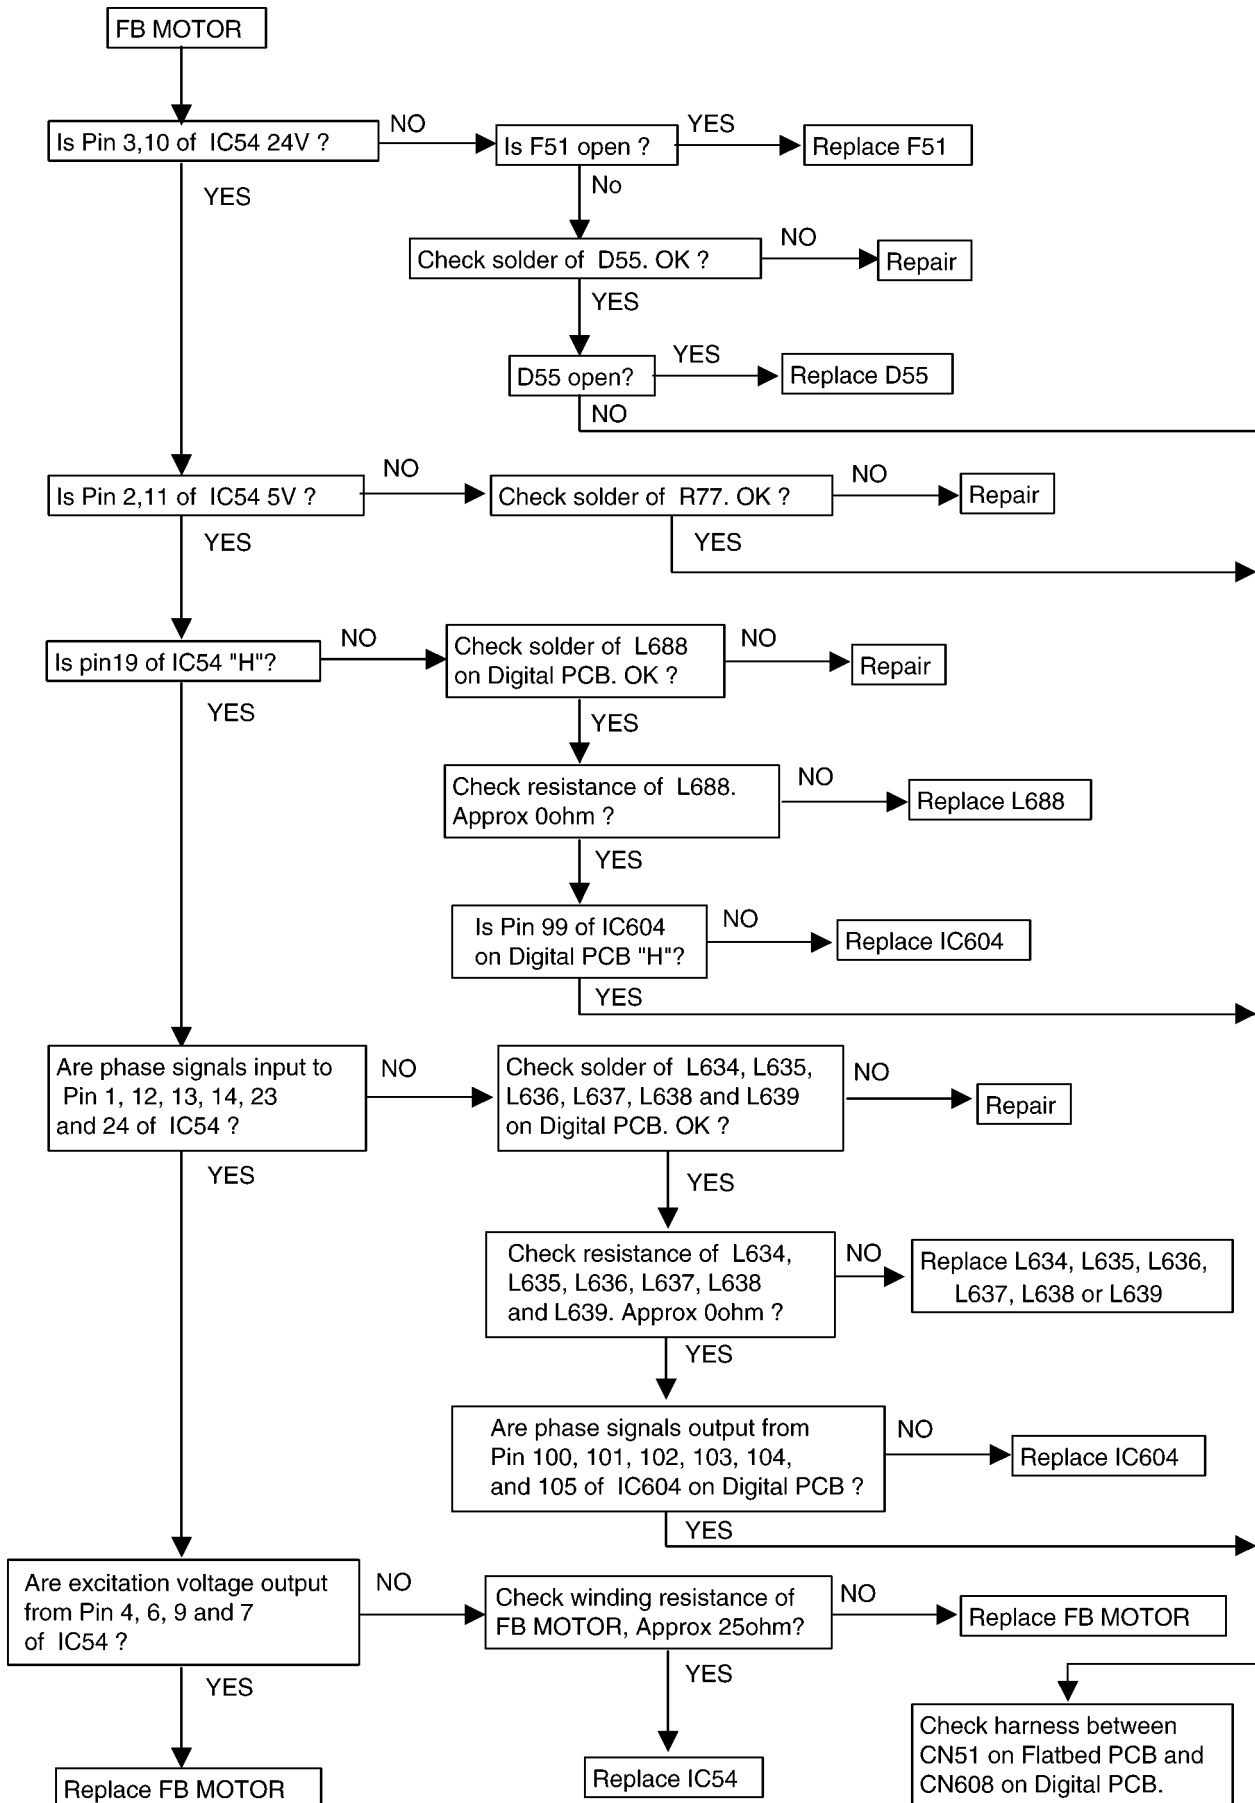 FB MOTOR
Is Pin 3,10 of IC54 24V ?
NO
Is F51 open ?
YES
Replace F51
YES
No
Check solder of D55. OK ?
NO
Repair
YES
D55 open?
YES
Replace D55
NO
Is Pin 2,11 of IC54 5V ?
NO
Check solder of R77. OK ?
NO
Repair
YES
YES
Is pin19 of IC54 "H"?
NO
Check solder of L688
on Digital PCB. OK ?
NO
Repair
YES
YES
Check resistance of L688.
Approx 0ohm ?
NO
Replace L688
YES
Is Pin 99 of IC604
on Digital PCB "H"?
NO
Replace IC604
YES
Are phase signals input to
Pin 1, 12, 13, 14, 23
and 24 of IC54 ?
NO
Check solder of L634, L635,
L636, L637, L638 and L639
on Digital PCB. OK ?
NO
Repair
YES
YES
Check resistance of L634,
L635, L636, L637, L638
and L639. Approx 0ohm ?
NO
Replace L634, L635, L636,
L637, L638 or L639
YES
Are phase signals output from
Pin 100, 101, 102, 103, 104,
and 105 of IC604 on Digital PCB ?
NO
Replace IC604
YES
Are excitation voltage output
from Pin 4, 6, 9 and 7
of IC54 ?
NO
Check winding resistance of
FB MOTOR, Approx 25ohm?
NO
Replace FB MOTOR
YES
YES
Replace FB MOTOR
Replace IC54
Check harness between
CN51 on Flatbed PCB and
CN608 on Digital PCB.